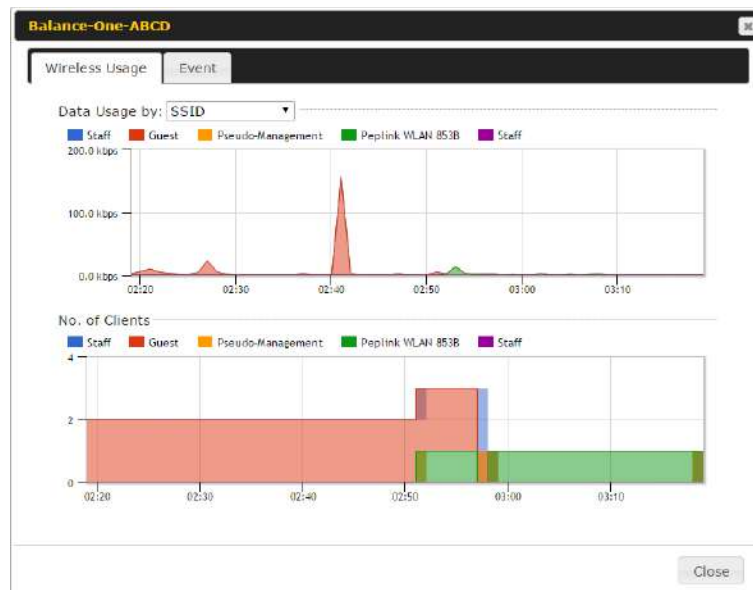 Balance-One-ABCD
Wireless Usage Event
Data Usage by: SSID
Staff Guest Pseudo-Management Peplink WLAN 853B Staff
200.0 kbps
100.0 kbps
0.0 kbps
02:20 02:30 02:40 02:50 03:00 03:10
No. of Clients
Staff Guest Pseudo-Management Peplink WLAN 853B Staff
4
2
0
02:20 02:30 02:40 02:50 03:00 03:10
Close